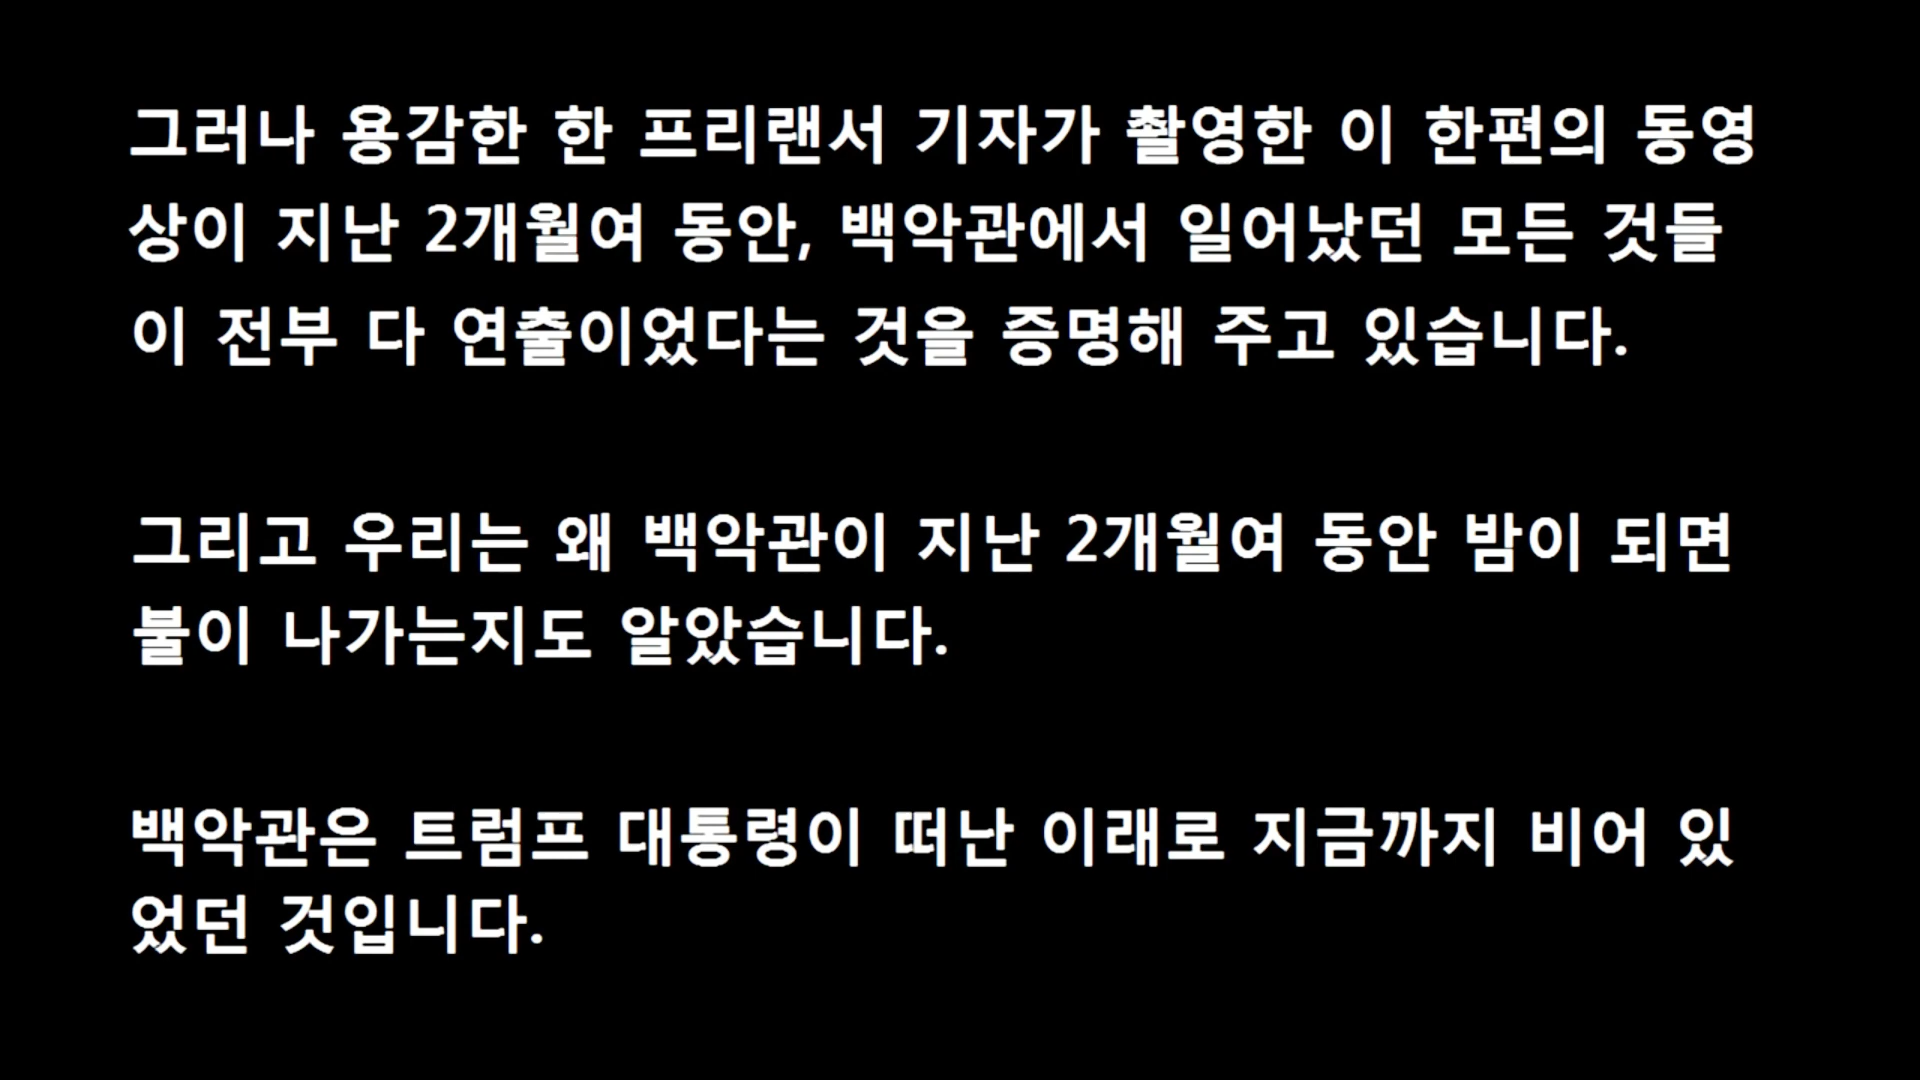 그러나 용감한 한 프리랜서 기자가 촬영한 이 한편의 동영
상이 지난 2개월여 동안, 백악관에서 일어났던 모든 것들
이 전부 다 연출이었다는 것을 증명해 주고 있습니다.
그리고 우리는 왜 백악관이 지난 2개월여 동안 밤이 되면
불이 나가는지도 알았습니다.
백악관은 트럼프 대통령이 떠난 이래로 지금까지 비어 있
었던 것입니다.